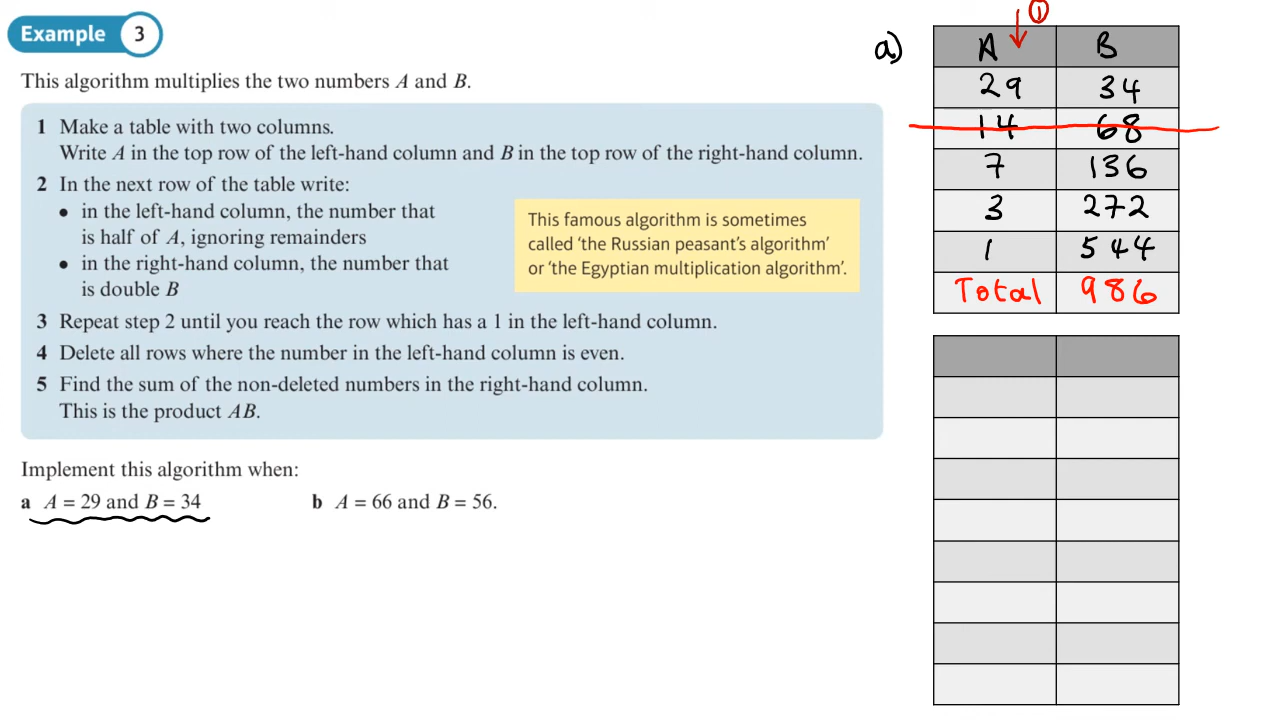 Example 3
This algorithm multiplies the two numbers A and B.
1 Make a table with two columns.
Write A in the top row of the left-hand column and B in the top row of the right-hand column.
2 In the next row of the table write:
• in the left-hand column, the number that
is half of A, ignoring remainders
• in the right-hand column, the number that
is double B
This famous algorithm is sometimes
called ‘the Russian peasant’s algorithm’
or ‘the Egyptian multiplication algorithm’.
3 Repeat step 2 until you reach the row which has a 1 in the left-hand column.
4 Delete all rows where the number in the left-hand column is even.
5 Find the sum of the non-deleted numbers in the right-hand column.
This is the product AB.
Implement this algorithm when:
a A = 29 and B = 34 b A = 66 and B = 56.
①
a) A B
29 34
14 68
7 136
3 272
1 544
Total 986